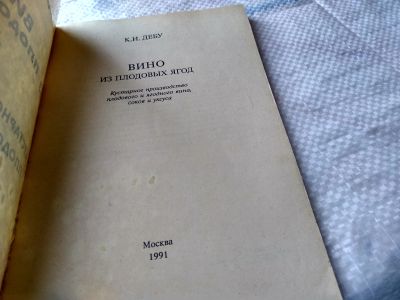 К.И. ДЕБУ
ВИНО
ИЗ ПЛОДОВЫХ ЯГОД
Кустарное производство
плодового и ягодного вина,
соков и уксуса
Москва
1991